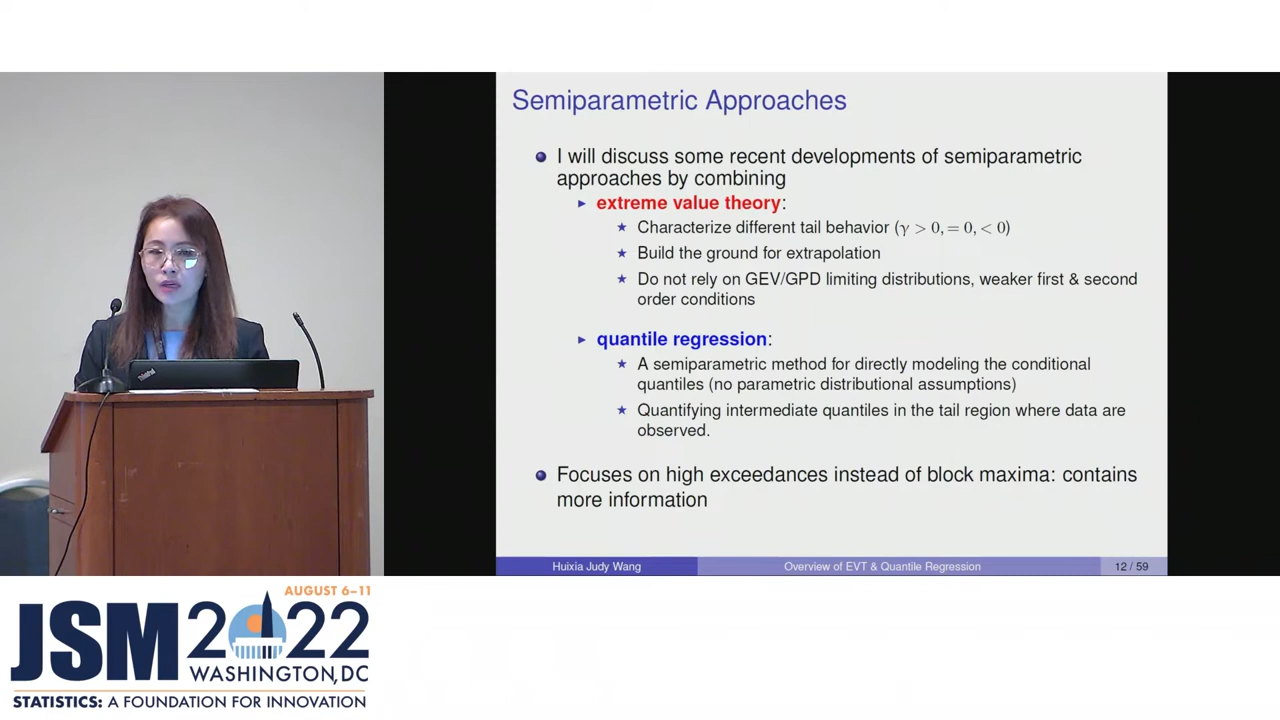 Semiparametric Approaches
I will discuss some recent developments of semiparametric
approaches by combining
extreme value theory:
Characterize different tail behavior (γ > 0, = 0, < 0)
Build the ground for extrapolation
Do not rely on GEV/GPD limiting distributions, weaker first & second
order conditions
quantile regression:
A semiparametric method for directly modeling the conditional
quantiles (no parametric distributional assumptions)
Quantifying intermediate quantiles in the tail region where data are
observed.
Focuses on high exceedances instead of block maxima: contains
more information
Huixia Judy Wang
Overview of EVT & Quantile Regression
12 / 59
ThinkPad
AUGUST 6–11
JSM 2022
WASHINGTON, DC
STATISTICS: A FOUNDATION FOR INNOVATION